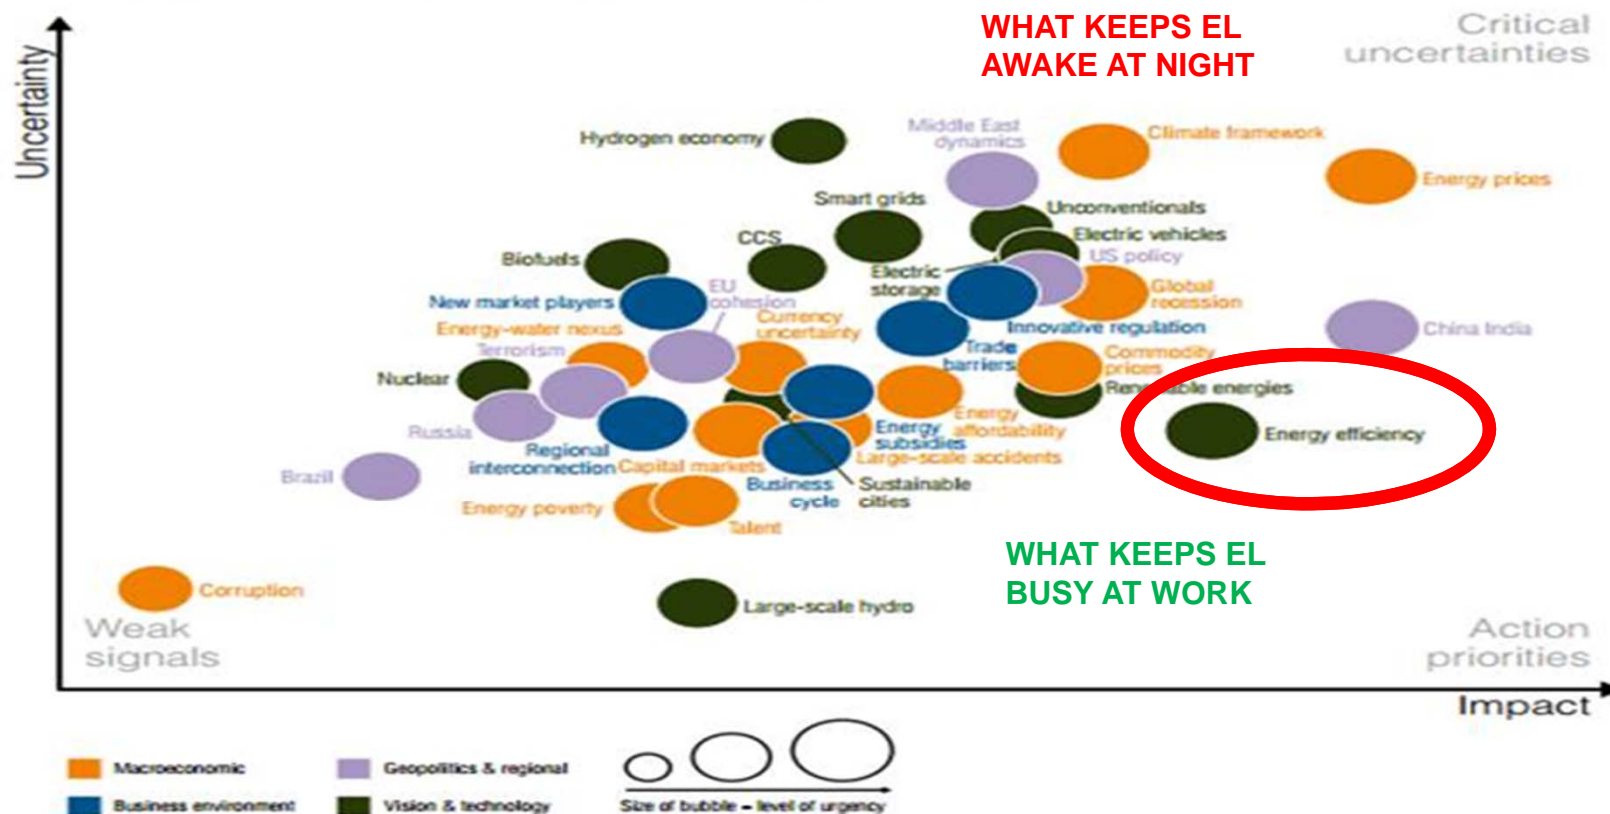 WHAT KEEPS EL
AWAKE AT NIGHT
Critical
uncertainties
Uncertainty
Hydrogen economy
Middle East
dynamics
Climate framework
Energy prices
Smart grids
Unconventionals
Electric vehicles
US policy
CCS
Biofuels
Electric
storage
Global
recession
New market players
EU
cohesion
Energy-water nexus
Currency
uncertainty
Innovative regulation
China India
Terrorism
Trade
barriers
Commodity
prices
Nuclear
Renewable energies
Energy
affordability
Russia
Energy
subsidies
Energy efficiency
Regional
interconnection
Capital markets
Large-scale accidents
Brazil
Business
cycle
Sustainable
cities
Energy poverty
Talent
WHAT KEEPS EL
BUSY AT WORK
Corruption
Large-scale hydro
Weak
signals
Action
priorities
Impact
Macroeconomic
Geopolitics & regional
Business environment
Vision & technology
Size of bubble = level of urgency